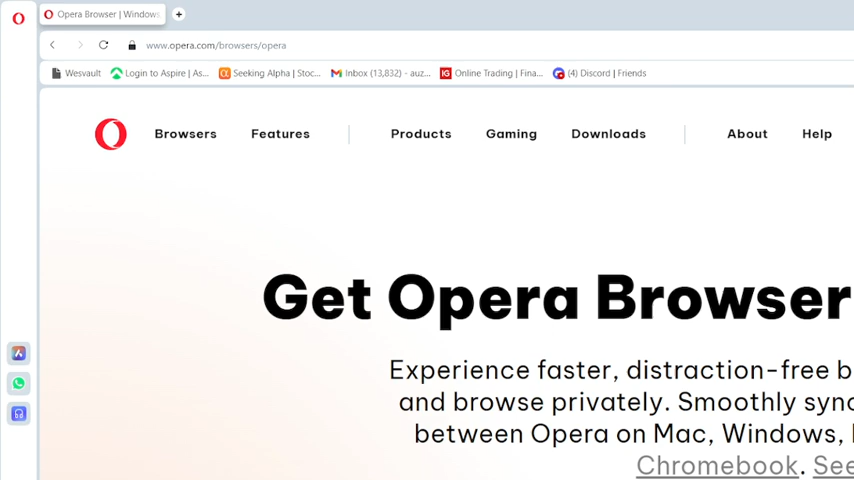 Opera Browser | Windows
www.opera.com/browsers/opera
Wesvault Login to Aspire | As... Seeking Alpha | Stoc... Inbox (13,832) - auz... IG Online Trading | Fina... (4) Discord | Friends
Browsers Features Products Gaming Downloads About Help
Get Opera Browser
Experience faster, distraction-free b
and browse privately. Smoothly sync
between Opera on Mac, Windows,
Chromebook. See